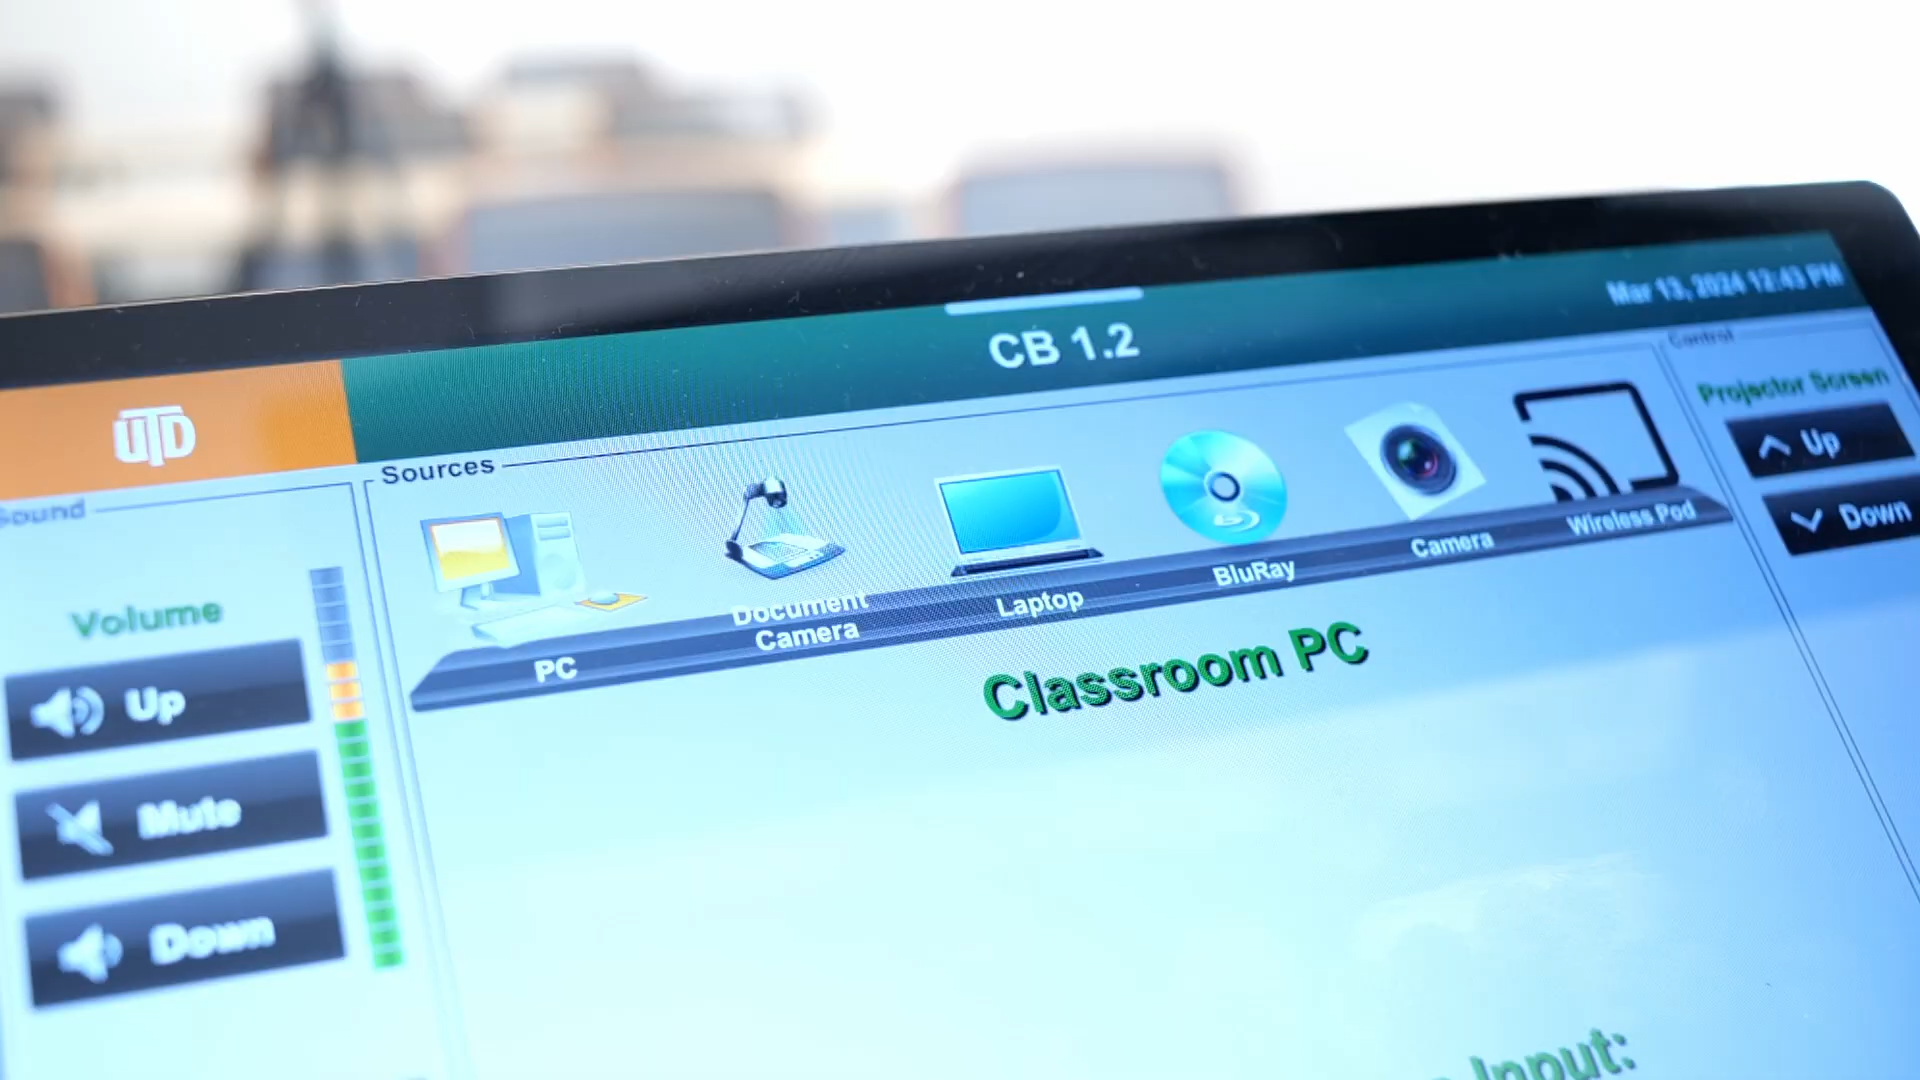 CB 1.2
Mar 13, 2024 12:43 PM
UTD
Sound
Volume
Up
Mute
Down
Sources
PC
Document
Camera
Laptop
BluRay
Camera
Wireless Pod
Control
Projector Screen
Up
Down
Classroom PC
Input: